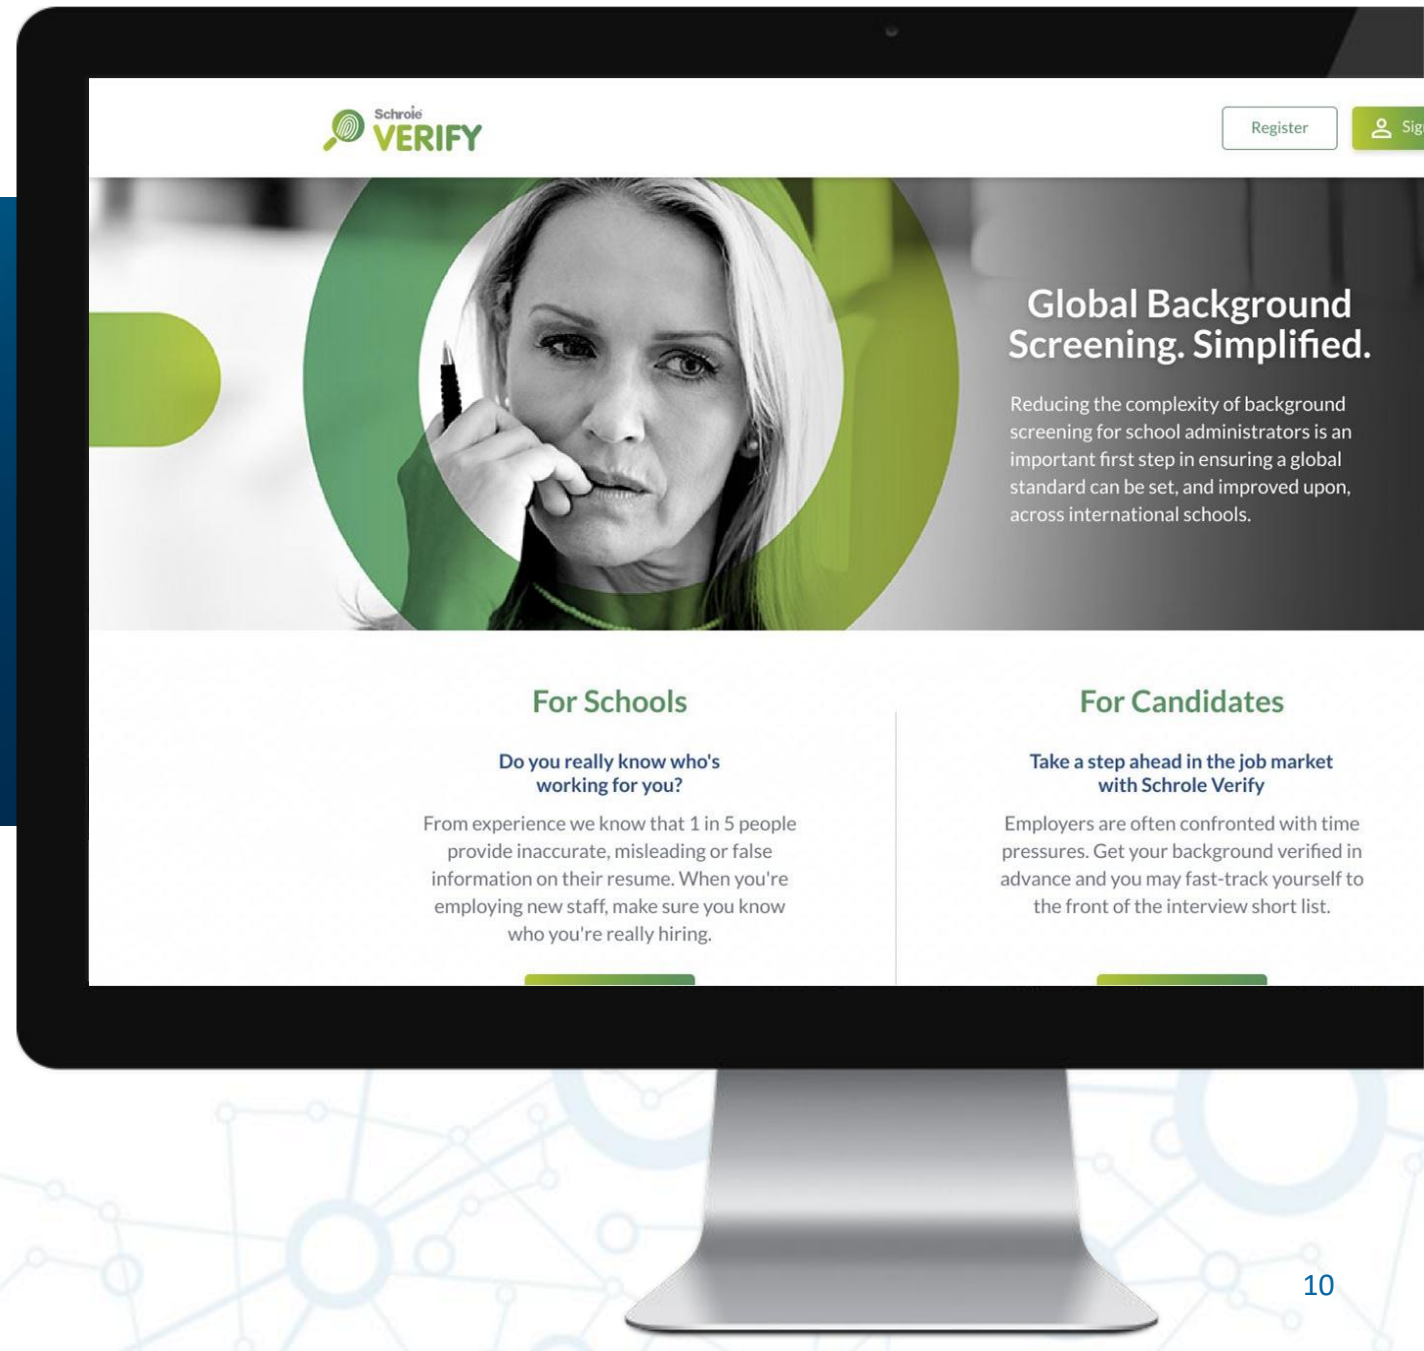 Schrole
VERIFY
Register
Global Background
Screening. Simplified.
Reducing the complexity of background
screening for school administrators is an
important first step in ensuring a global
standard can be set, and improved upon,
across international schools.
For Schools
Do you really know who's
working for you?
From experience we know that 1 in 5 people
provide inaccurate, misleading or false
information on their resume. When you're
employing new staff, make sure you know
who you're really hiring.
For Candidates
Take a step ahead in the job market
with Schrole Verify
Employers are often confronted with time
pressures. Get your background verified in
advance and you may fast-track yourself to
the front of the interview short list.
10